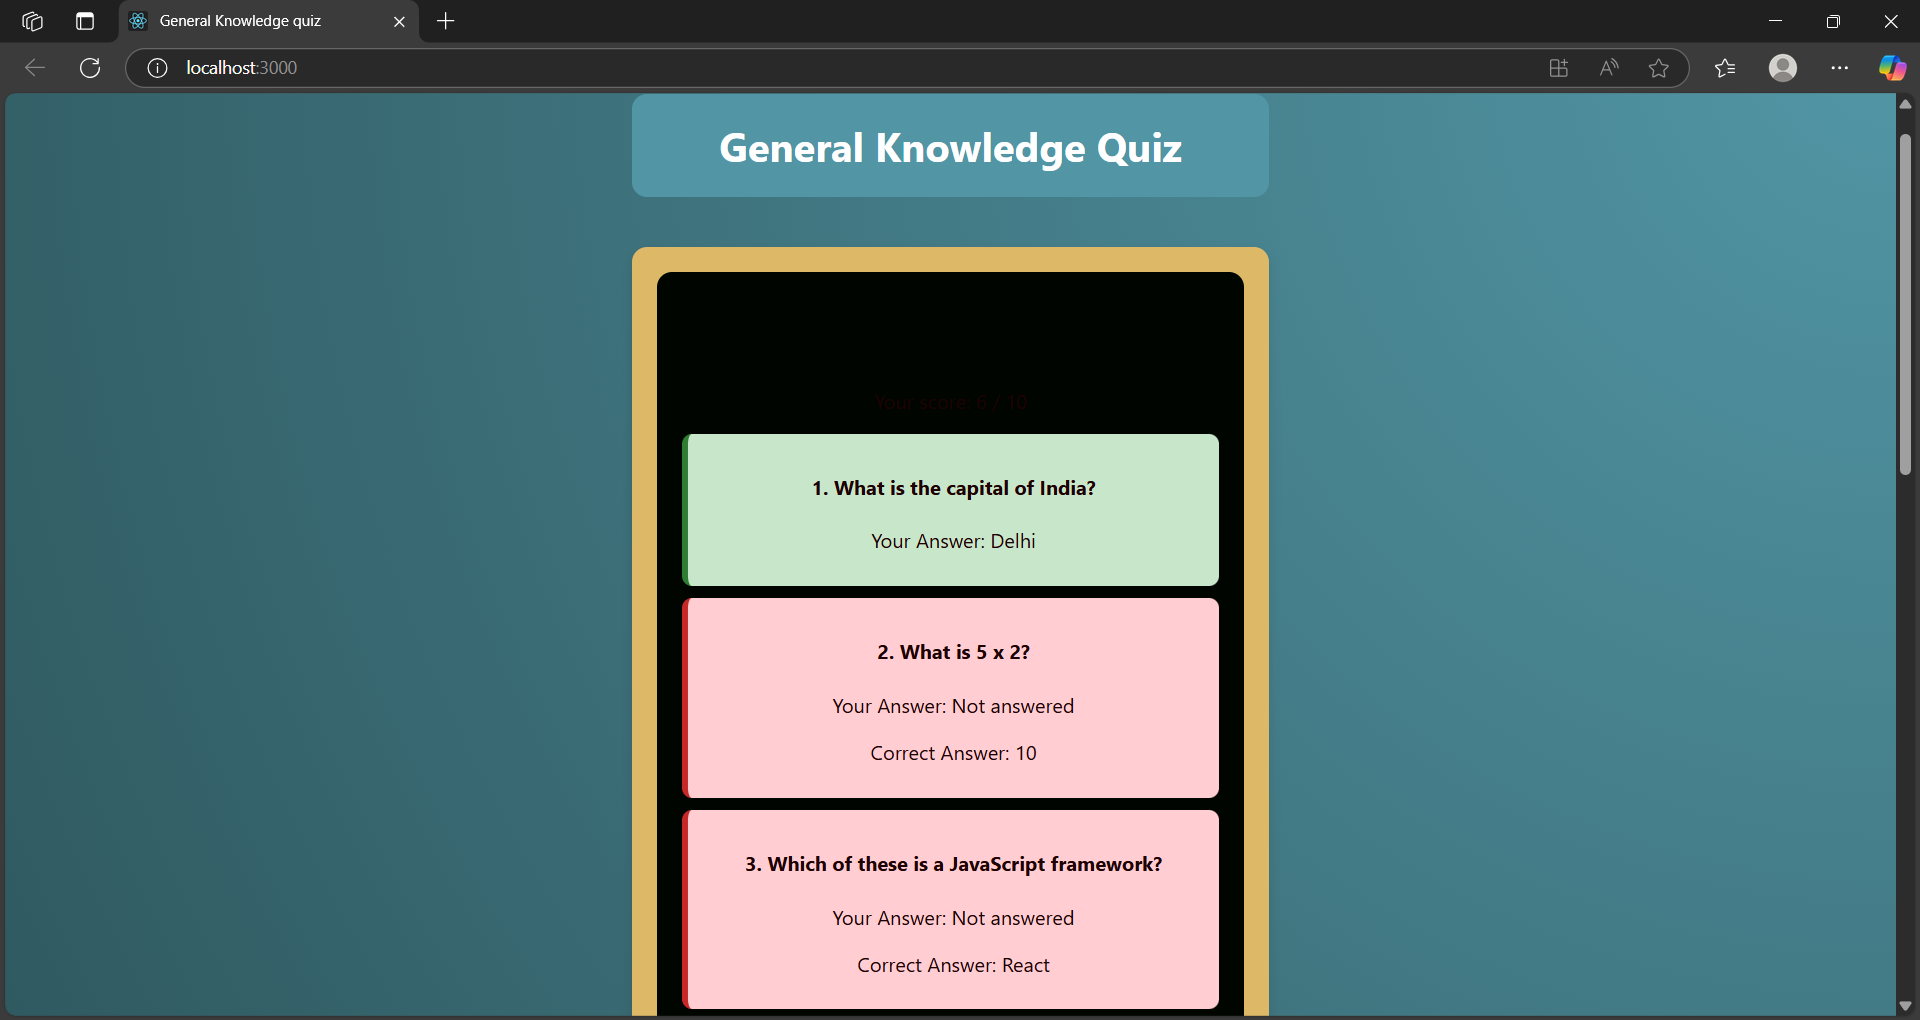 General Knowledge quiz
localhost:3000
General Knowledge Quiz
Your score: 6 / 10
1. What is the capital of India?
Your Answer: Delhi
2. What is 5 x 2?
Your Answer: Not answered
Correct Answer: 10
3. Which of these is a JavaScript framework?
Your Answer: Not answered
Correct Answer: React